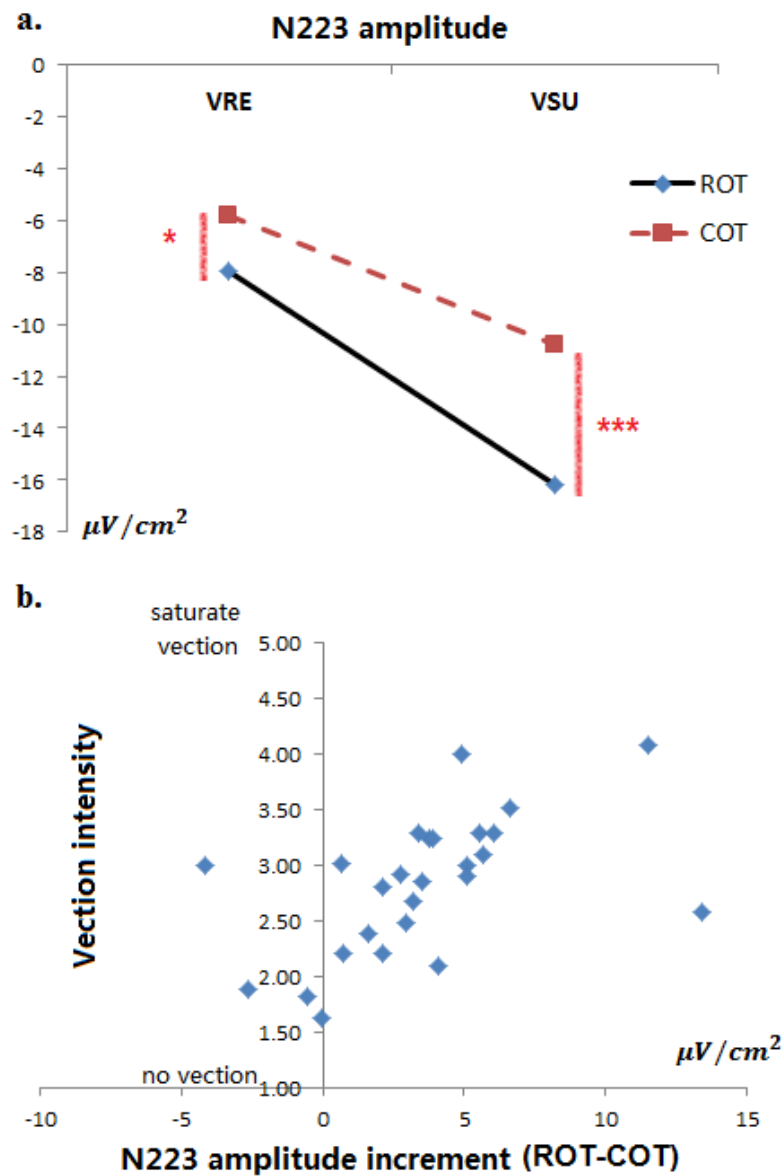 a.
N223 amplitude
0
VRE VSU
-2
-4
ROT
-6
*
COT
-8
-10
-12
-14
***
-16
-18
μV/cm²
b.
saturate
vection
5.00
4.50
4.00
3.50
3.00
2.50
2.00
1.50
1.00
Vection intensity
μV/cm²
no vection
-10 -5 0 5 10 15
N223 amplitude increment (ROT-COT)